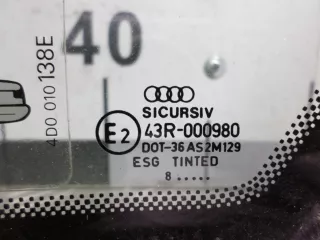 40
4D0 010 138E
SICURSIV
E2 43R-000980
DOT-36 AS2M129
ESG TINTED
8 .....